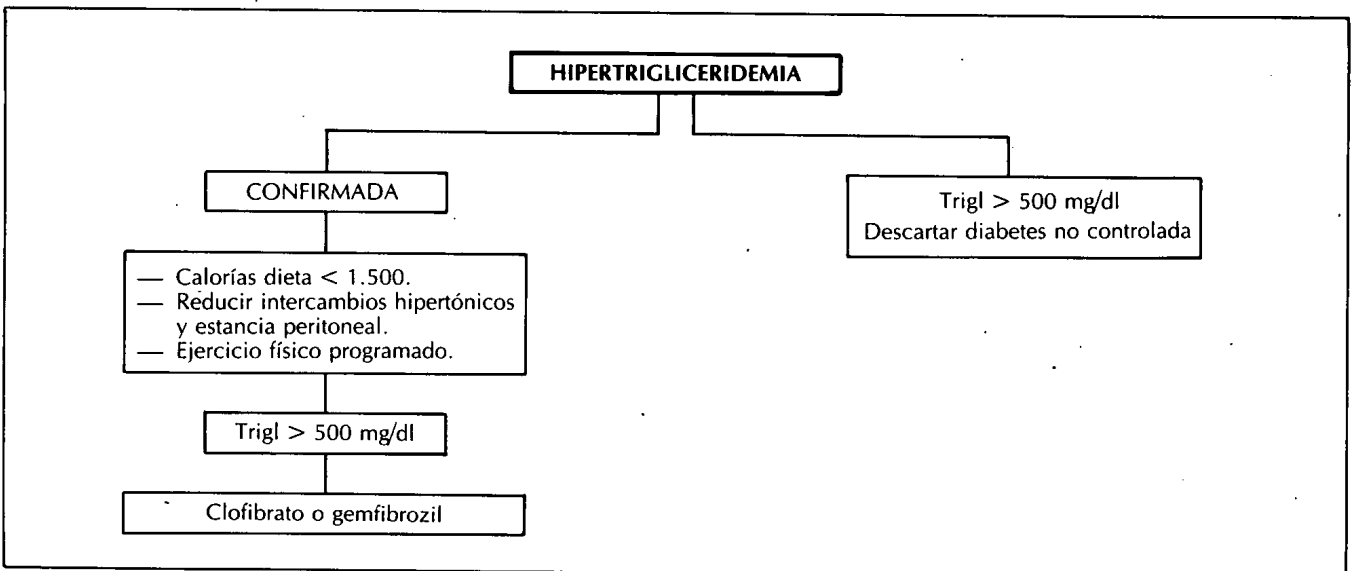 HIPERTRIGLICERIDEMIA
CONFIRMADA
— Calorías dieta < 1.500.
— Reducir intercambios hipertónicos
y estancia peritoneal.
— Ejercicio físico programado.
Trigl > 500 mg/dl
Clofibrato o gemfibrozil
Trigl > 500 mg/dl
Descartar diabetes no controlada